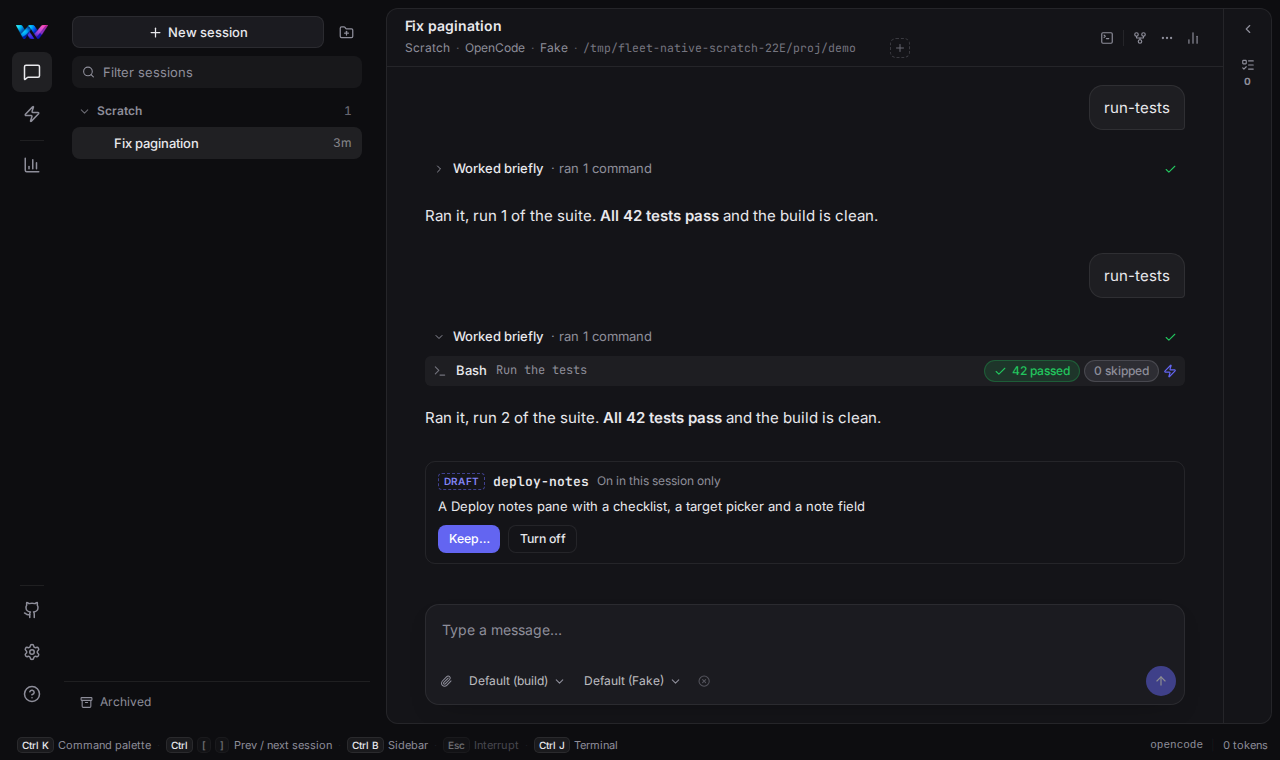 New session
Filter sessions
Scratch 1
Fix pagination 3m
Archived
Fix pagination
Scratch · OpenCode · Fake · /tmp/fleet-native-scratch-22E/proj/demo
0
run-tests
Worked briefly · ran 1 command
Ran it, run 1 of the suite. All 42 tests pass and the build is clean.
run-tests
Worked briefly · ran 1 command
Bash Run the tests 42 passed 0 skipped
Ran it, run 2 of the suite. All 42 tests pass and the build is clean.
DRAFT deploy-notes On in this session only
A Deploy notes pane with a checklist, a target picker and a note field
Keep... Turn off
Type a message...
Default (build) Default (Fake)
Ctrl K Command palette Ctrl [ ] Prev / next session Ctrl B Sidebar Esc Interrupt Ctrl J Terminal opencode 0 tokens